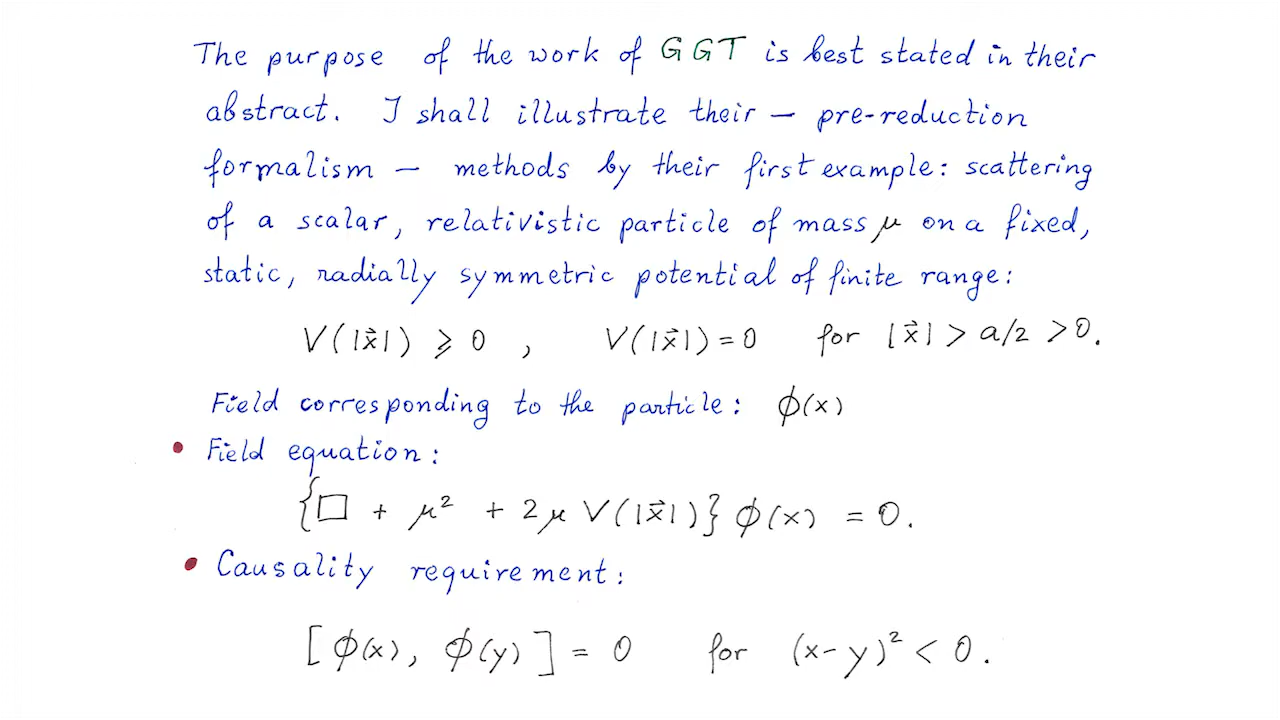 The purpose of the work of GGT is best stated in their
abstract. I shall illustrate their – pre-reduction
formalism – methods by their first example: scattering
of a scalar, relativistic particle of mass μ on a fixed,
static, radially symmetric potential of finite range:
V(|x⃗|) ⩾ 0 , V(|x⃗|) = 0 for |x⃗| > a/2 > 0.
Field corresponding to the particle: ϕ(x)
• Field equation:
{□ + μ² + 2μ V(|x⃗|)} ϕ(x) = 0.
• Causality requirement:
[ϕ(x), ϕ(y)] = 0 for (x-y)² < 0.